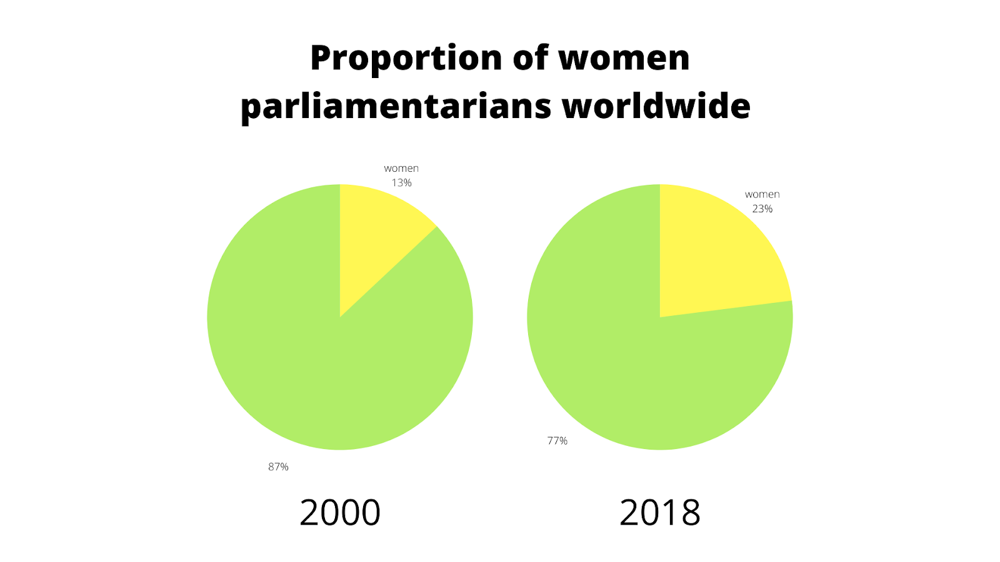 Proportion of women
parliamentarians worldwide
women
13%
87%
2000
women
23%
77%
2018